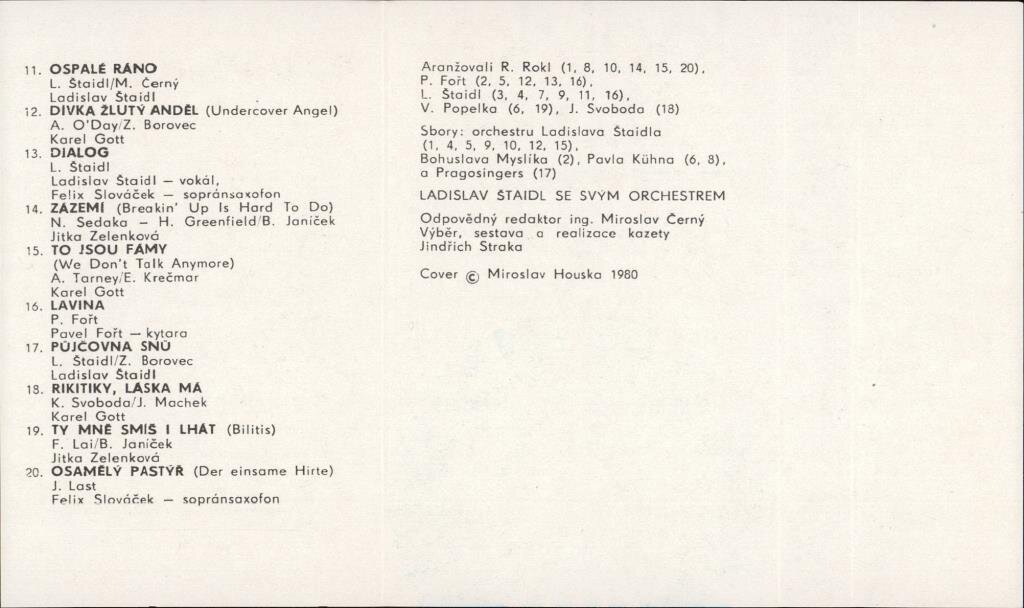 11. OSPALÉ RÁNO
L. Štaidl/M. Černý
Ladislav Štaidl
12. DÍVKA ŽLUTÝ ANDĚL (Undercover Angel)
A. O'Day/Z. Borovec
Karel Gott
13. DIALOG
L. Štaidl
Ladislav Štaidl — vokál,
Felix Slováček — sopránsaxofon
14. ZÁZEMÍ (Breakin' Up Is Hard To Do)
N. Sedaka — H. Greenfield/B. Janíček
Jitka Zelenková
15. TO JSOU FÁMY
(We Don't Talk Anymore)
A. Tarney/E. Krečmar
Karel Gott
16. LAVINA
P. Fořt
Pavel Fořt — kytara
17. PŮJČOVNA SNŮ
L. Štaidl/Z. Borovec
Ladislav Štaidl
18. RIKITIKY, LÁSKA MÁ
K. Svoboda/J. Machek
Karel Gott
19. TY MNĚ SMÍŠ I LHÁT (Bilitis)
F. Lai/B. Janíček
Jitka Zelenková
20. OSAMĚLÝ PASTÝŘ (Der einsame Hirte)
J. Last
Felix Slováček — sopránsaxofon
Aranžovali R. Rokl (1, 8, 10, 14, 15, 20),
P. Fořt (2, 5, 12, 13, 16),
L. Štaidl (3, 4, 7, 9, 11, 16),
V. Popelka (6, 19), J. Svoboda (18)
Sbory: orchestru Ladislava Štaidla
(1, 4, 5, 9, 10, 12, 15),
Bohuslava Myslíka (2), Pavla Kühna (6, 8),
a Pragosingers (17)
LADISLAV ŠTAIDL SE SVÝM ORCHESTREM
Odpovědný redaktor ing. Miroslav Černý
Výběr, sestava a realizace kazety
Jindřich Straka
Cover © Miroslav Houska 1980